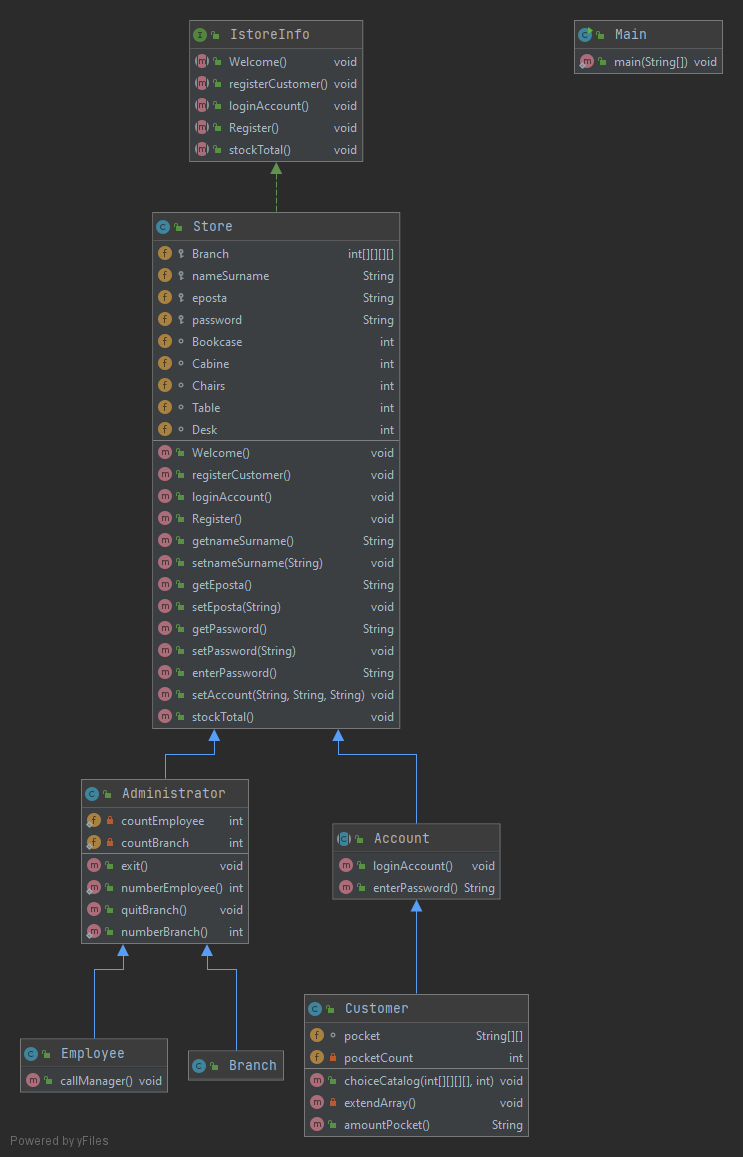 IstoreInfo
Welcome() void
registerCustomer() void
loginAccount() void
Register() void
stockTotal() void
Main
main(String[]) void
Store
Branch int[][][][]
nameSurname String
eposta String
password String
Bookcase int
Cabine int
Chairs int
Table int
Desk int
Welcome() void
registerCustomer() void
loginAccount() void
Register() void
getnameSurname() String
setnameSurname(String) void
getEposta() String
setEposta(String) void
getPassword() String
setPassword(String) void
enterPassword() String
setAccount(String, String, String) void
stockTotal() void
Administrator
countEmployee int
countBranch int
exit() void
numberEmployee() int
quitBranch() void
numberBranch() int
Account
loginAccount() void
enterPassword() String
Employee
callManager() void
Branch
Customer
pocket String[][]
pocketCount int
choiceCatalog(int[][][][], int) void
extendArray() void
amountPocket() String
Powered by yFiles